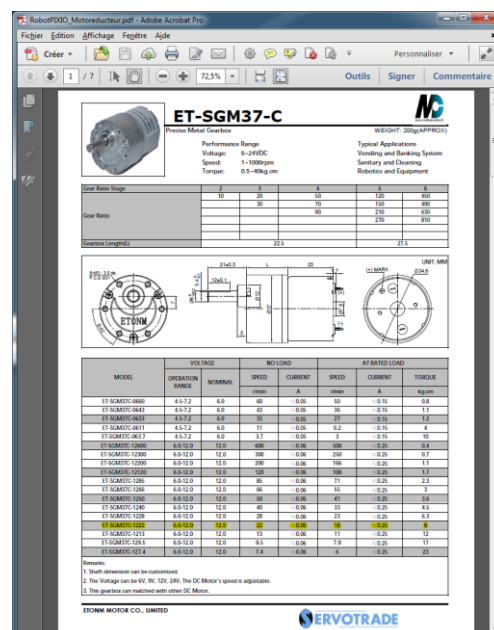 RobotPIXIO_Motoreducteur.pdf - Adobe Acrobat Pro
Fichier Edition Affichage Fenêtre Aide
Créer
Personnaliser
1 / 7 72,5% Outils Signer Commentaire
ET-SGM37-C
Precise Metal Gearbox WEIGHT: 200g(APPROX)
Performance Range Typical Applications
Voltage: 6~24VDC Vending and Banking System
Speed: 1~1000rpm Sanitary and Cleaning
Torque: 0.5~40kg.cm Robotics and Equipment
Gear Ratio Stage 2 3 4 5 6
10 20 50 120 450
30 70 150 490
Gear Ratio 90 210 630
270 810
Gearbox Length(L) 22.5 27.5
UNIT: MM
21±0.5 L 25 (+) MARK
12±0.1
ETONM
MODEL VOLTAGE NO LOAD AT RATED LOAD
OPERATION RANGE NOMINAL SPEED CURRENT SPEED CURRENT TORQUE
r/min A r/min A kg.cm
ET-SGM37C-0660 4.5-7.2 6.0 60 <0.06 50 <0.15 0.8
ET-SGM37C-0643 4.5-7.2 6.0 43 <0.06 36 <0.15 1.1
ET-SGM37C-0633 4.5-7.2 6.0 33 <0.06 27 <0.15 1.2
ET-SGM37C-0611 4.5-7.2 6.0 11 <0.06 9.2 <0.15 4
ET-SGM37C-063.7 4.5-7.2 6.0 3.7 <0.05 3 <0.15 10
ET-SGM37C-12600 6.0-12.0 12.0 600 <0.06 500 <0.25 0.4
ET-SGM37C-12300 6.0-12.0 12.0 300 <0.06 250 <0.25 0.7
ET-SGM37C-12200 6.0-12.0 12.0 200 <0.06 166 <0.25 1.1
ET-SGM37C-12120 6.0-12.0 12.0 120 <0.06 100 <0.25 1.7
ET-SGM37C-1285 6.0-12.0 12.0 85 <0.06 71 <0.25 2.3
ET-SGM37C-1266 6.0-12.0 12.0 66 <0.06 55 <0.25 3
ET-SGM37C-1250 6.0-12.0 12.0 50 <0.06 41 <0.25 3.6
ET-SGM37C-1240 6.0-12.0 12.0 40 <0.06 33 <0.25 4.5
ET-SGM37C-1228 6.0-12.0 12.0 28 <0.06 23 <0.25 6.3
ET-SGM37C-1222 6.0-12.0 12.0 22 <0.06 18 <0.25 8
ET-SGM37C-1213 6.0-12.0 12.0 13 <0.06 11 <0.25 12
ET-SGM37C-129.5 6.0-12.0 12.0 9.5 <0.06 7.9 <0.25 17
ET-SGM37C-127.4 6.0-12.0 12.0 7.4 <0.06 6 <0.25 23
Remarks:
1. Shaft dimension can be customized.
2. The Voltage can be 6V, 9V, 12V, 24V; The DC Motor's speed is adjustable.
3. This gearbox can matched with other DC Motor.
ETONM MOTOR CO., LIMITED
SERVOTRADE